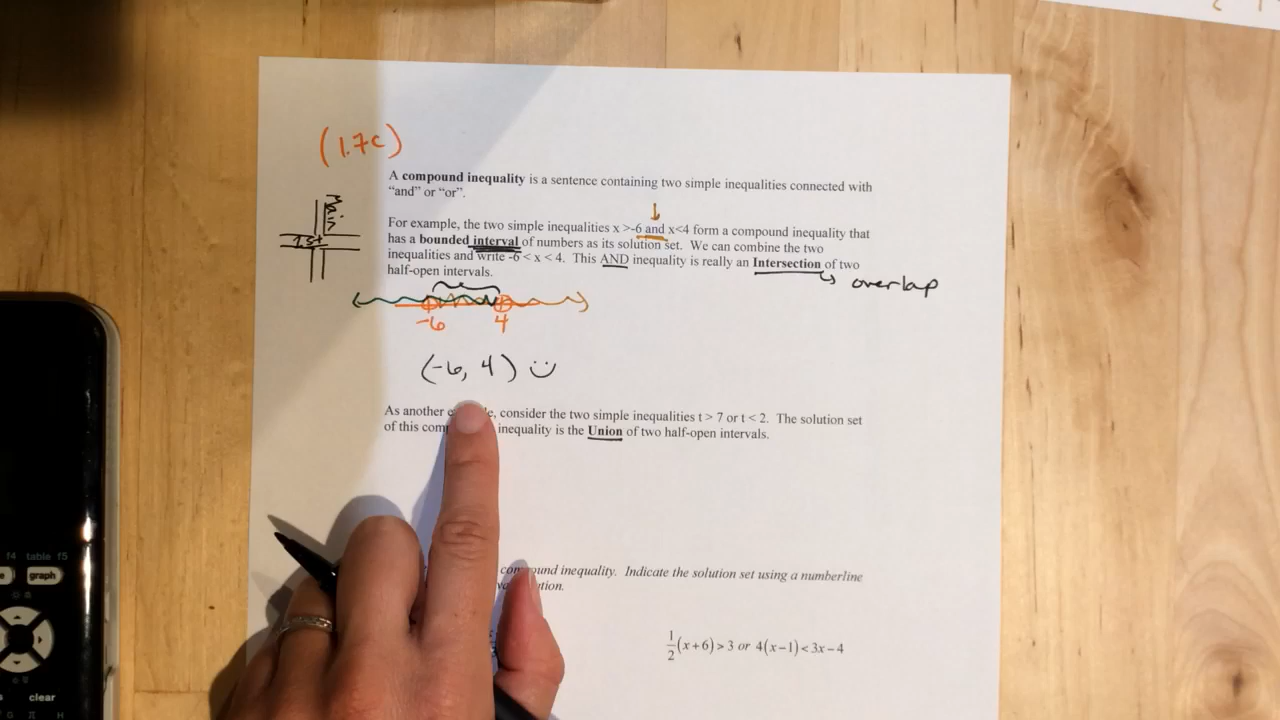 (1.7c)
A compound inequality is a sentence containing two simple inequalities connected with
“and” or “or”.
Main
1st
For example, the two simple inequalities x >-6 and x<4 form a compound inequality that
has a bounded interval of numbers as its solution set. We can combine the two
inequalities and write -6 < x < 4. This AND inequality is really an Intersection of two
half-open intervals.
overlap
-6 4
(-6, 4)
As another, consider the two simple inequalities t > 7 or t < 2. The solution set
of this inequality is the Union of two half-open intervals.
inequality. Indicate the solution set using a numberline
1/2(x+6) > 3 or 4(x−1) < 3x−4
f4 table f5
graph
clear